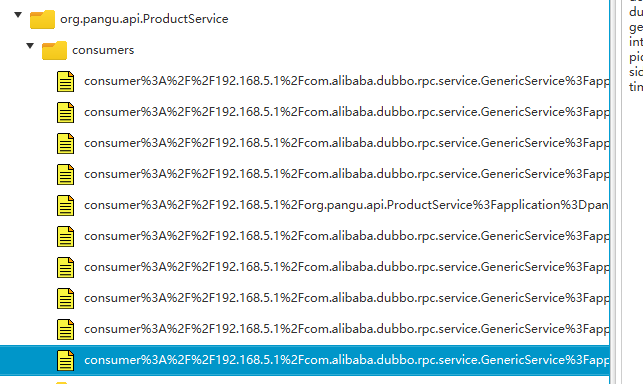 org.pangu.api.ProductService
consumers
consumer%3A%2F%2F192.168.5.1%2Fcom.alibaba.dubbo.rpc.service.GenericService%3Fapp
consumer%3A%2F%2F192.168.5.1%2Fcom.alibaba.dubbo.rpc.service.GenericService%3Fapp
consumer%3A%2F%2F192.168.5.1%2Fcom.alibaba.dubbo.rpc.service.GenericService%3Fapp
consumer%3A%2F%2F192.168.5.1%2Fcom.alibaba.dubbo.rpc.service.GenericService%3Fapp
consumer%3A%2F%2F192.168.5.1%2Forg.pangu.api.ProductService%3Fapplication%3Dpan
consumer%3A%2F%2F192.168.5.1%2Fcom.alibaba.dubbo.rpc.service.GenericService%3Fapp
consumer%3A%2F%2F192.168.5.1%2Fcom.alibaba.dubbo.rpc.service.GenericService%3Fapp
consumer%3A%2F%2F192.168.5.1%2Fcom.alibaba.dubbo.rpc.service.GenericService%3Fapp
consumer%3A%2F%2F192.168.5.1%2Fcom.alibaba.dubbo.rpc.service.GenericService%3Fapp
consumer%3A%2F%2F192.168.5.1%2Fcom.alibaba.dubbo.rpc.service.GenericService%3Fapp
du
ge
int
pic
sic
tin